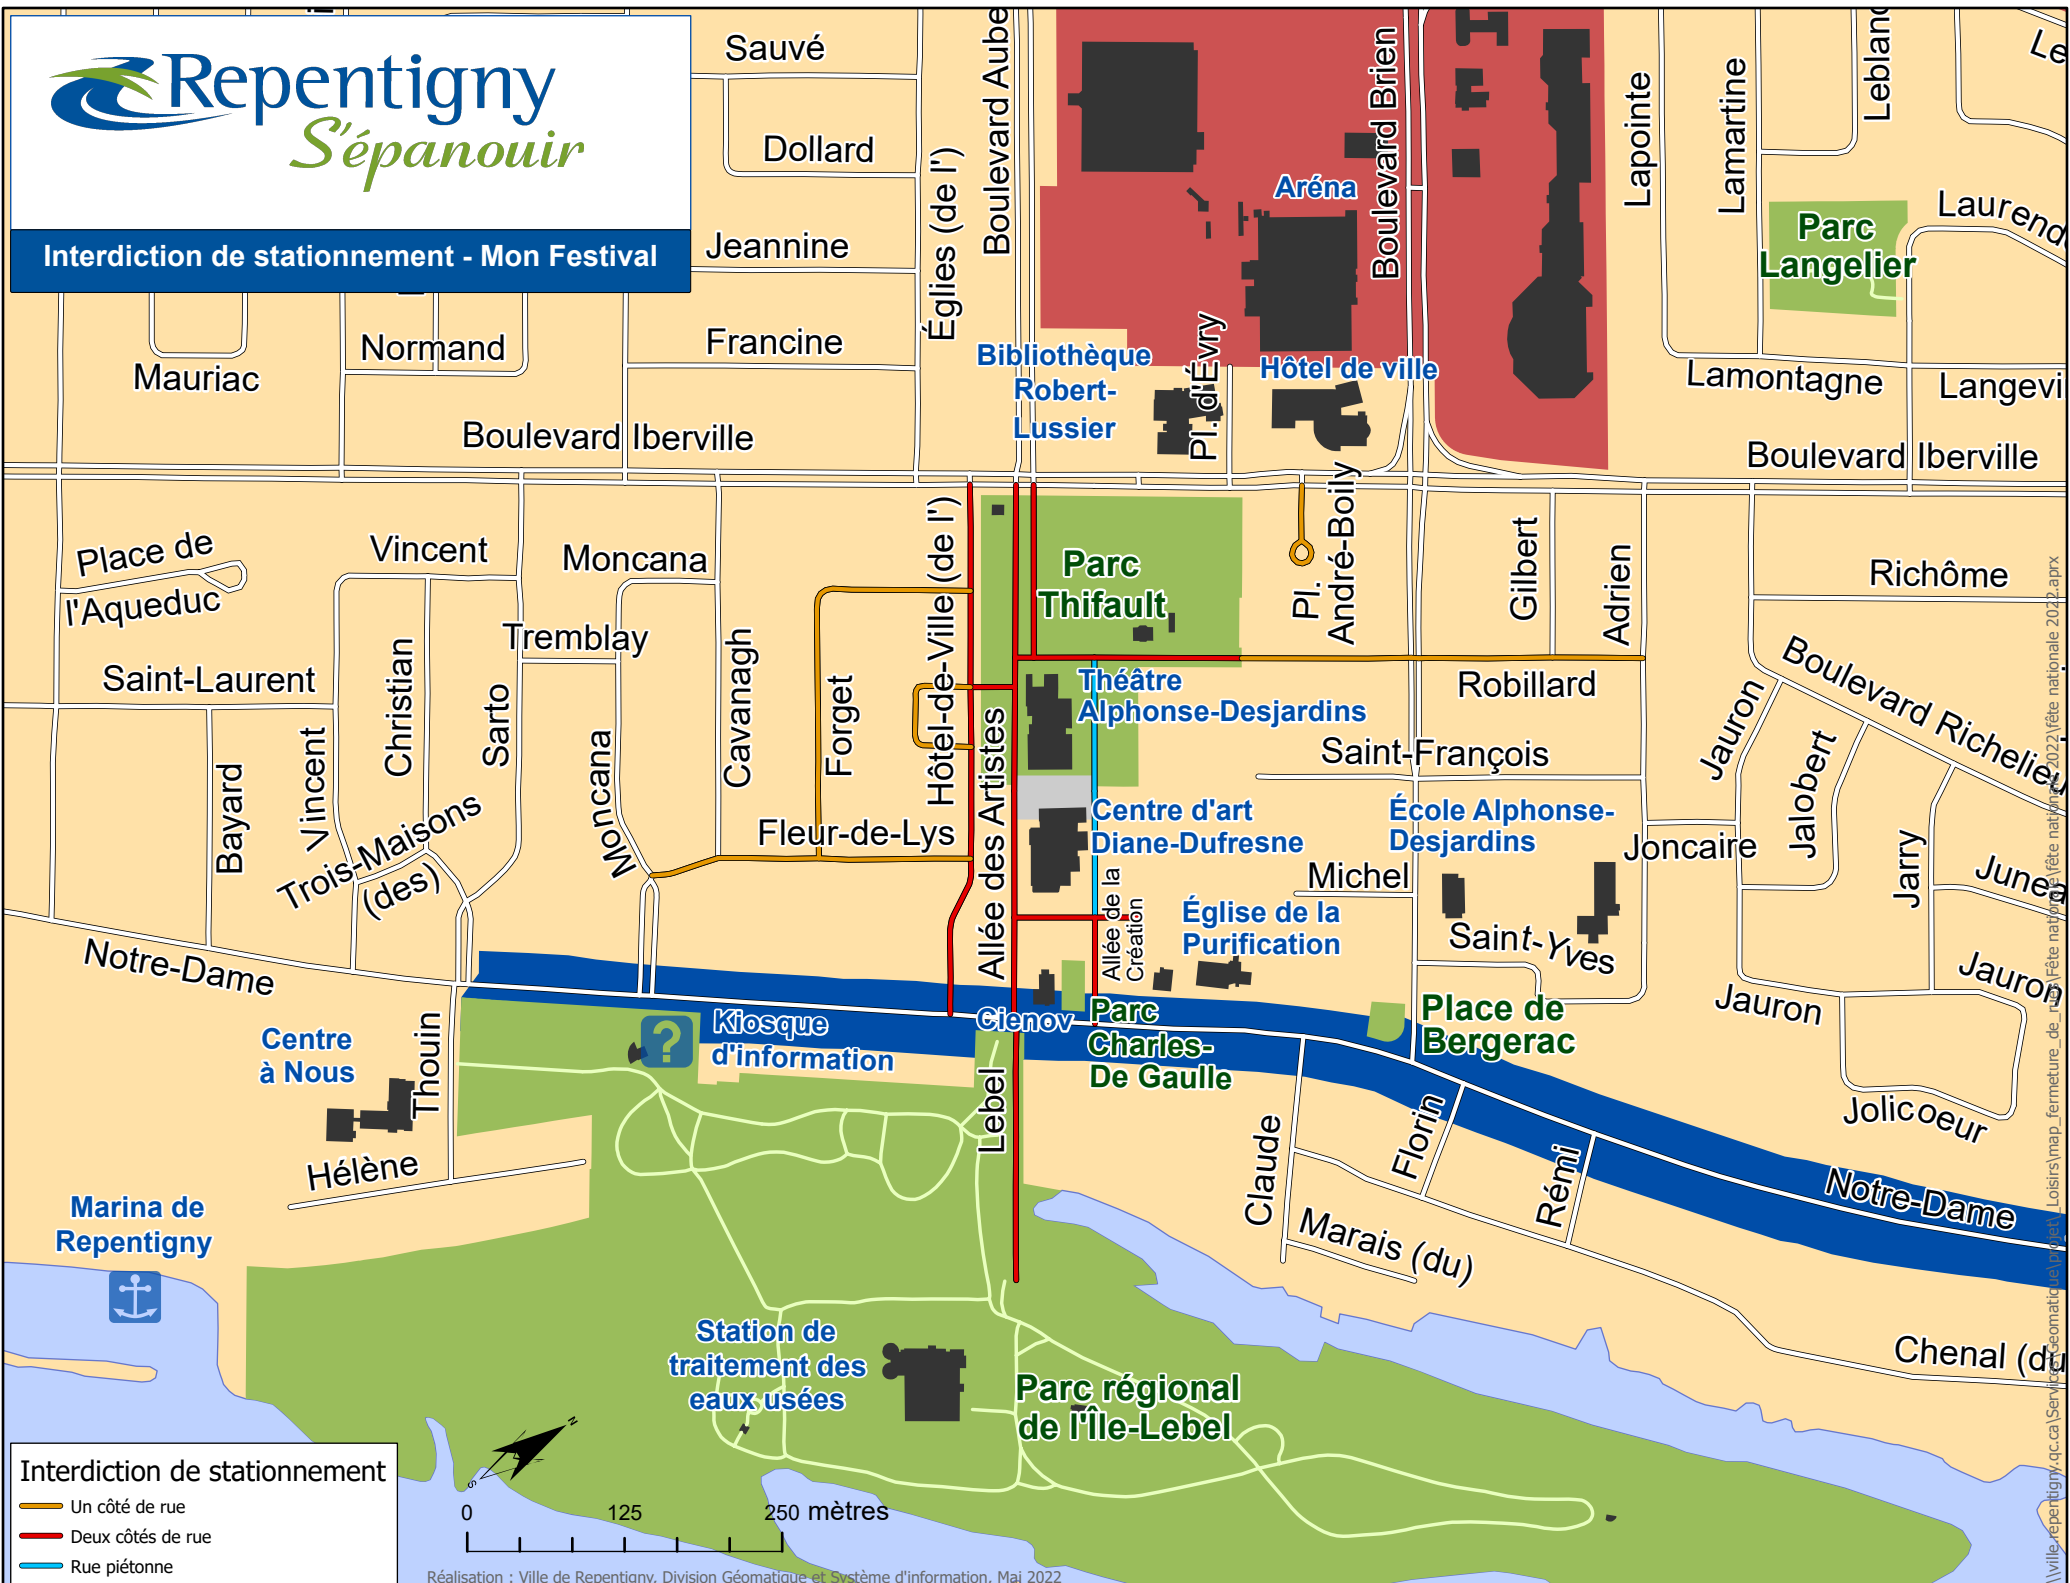 Repentigny
S'épanouir
Interdiction de stationnement - Mon Festival
Sauvé
Dollard
Jeannine
Francine
Normand
Mauriac
Boulevard Iberville
Églies (de l')
Boulevard Aube
Boulevard Brien
Aréna
Lapointe
Lamartine
Leblanc
Le
Laurend
Parc
Langelier
Bibliothèque
Robert-
Lussier
Pl. d'Évry
Hôtel de ville
Lamontagne
Langevi
Boulevard Iberville
Place de
l'Aqueduc
Vincent
Moncana
Hôtel-de-Ville (de l')
Parc
Thifault
Pl.
André-Boily
Gilbert
Adrien
Richôme
Tremblay
Saint-Laurent
Christian
Sarto
Cavanagh
Forget
Théâtre
Alphonse-Desjardins
Robillard
Boulevard Richelieu
Jauron
Jalobert
Bayard
Vincent
Moncana
Allée des Artistes
Saint-François
Trois-Maisons
(des)
Fleur-de-Lys
Centre d'art
Diane-Dufresne
École Alphonse-
Desjardins
Joncaire
Jarry
Junea
Michel
Allée de la
Création
Église de la
Purification
Saint-Yves
Jauron
Notre-Dame
Jauron
Centre
à Nous
Thouin
Kiosque
d'information
?
Cienov
Parc
Charles-
De Gaulle
Place de
Bergerac
Lebel
Jolicoeur
Hélène
Claude
Florin
Rémi
Notre-Dame
Marina de
Repentigny
Marais (du)
Chenal (du
Station de
traitement des
eaux usées
Parc régional
de l'Île-Lebel
N
S
Interdiction de stationnement
Un côté de rue
Deux côtés de rue
Rue piétonne
0 125 250 mètres
Réalisation : Ville de Repentigny, Division Géomatique et Système d'information, Mai 2022